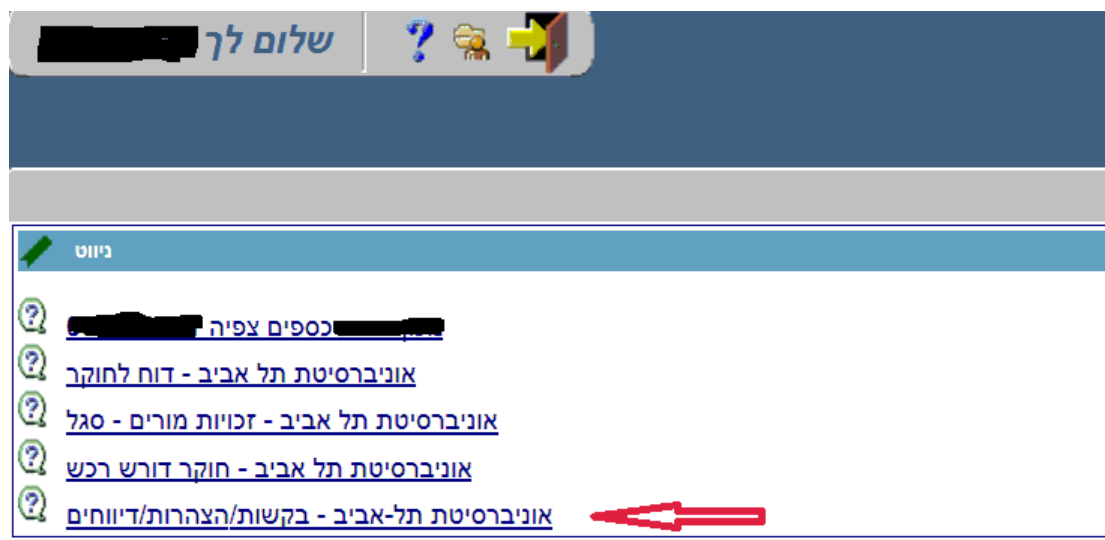 שלום לך
ניווט
כספים צפיה
אוניברסיטת תל אביב - דוח לחוקר
אוניברסיטת תל אביב - זכויות מורים - סגל
אוניברסיטת תל אביב - חוקר דורש רכש
אוניברסיטת תל-אביב - בקשות/הצהרות/דיווחים